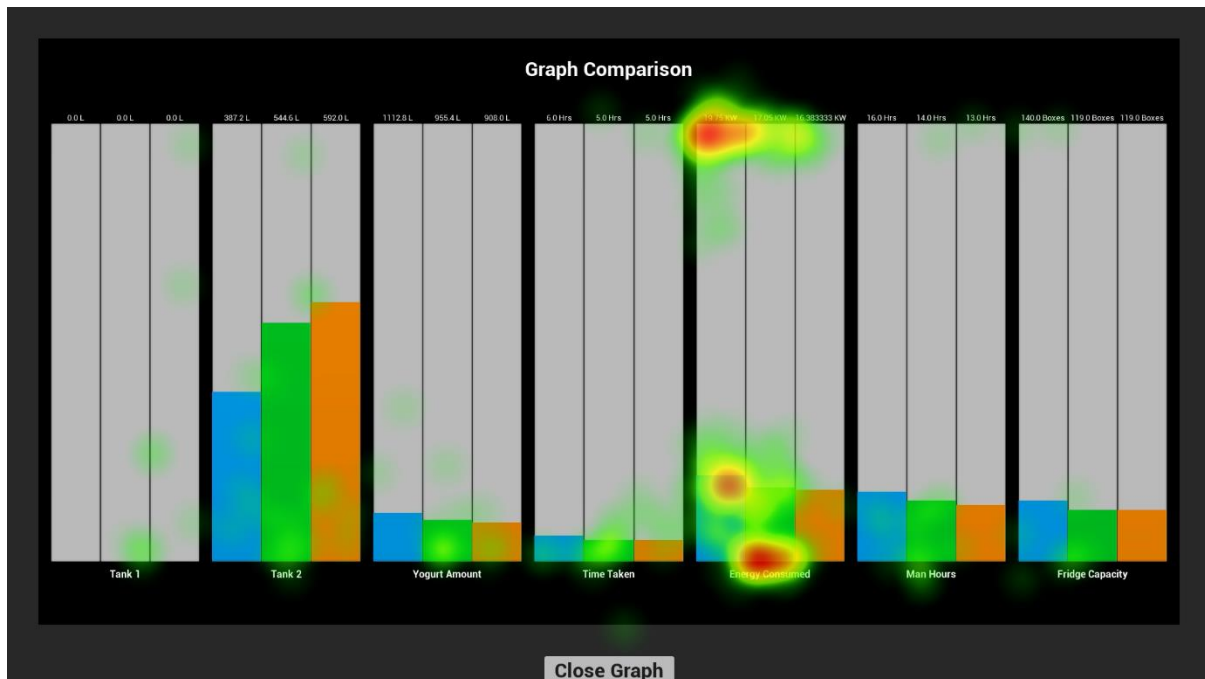 Graph Comparison
0.0 L 0.0 L 0.0 L 387.2 L 544.6 L 592.0 L 1112.8 L 955.4 L 908.0 L 6.0 Hrs 5.0 Hrs 5.0 Hrs 17.05 KW 16.383333 KW 16.0 Hrs 14.0 Hrs 13.0 Hrs 140.0 Boxes 119.0 Boxes 119.0 Boxes
Tank 1 Tank 2 Yogurt Amount Time Taken Energy Consumed Man Hours Fridge Capacity
Close Graph